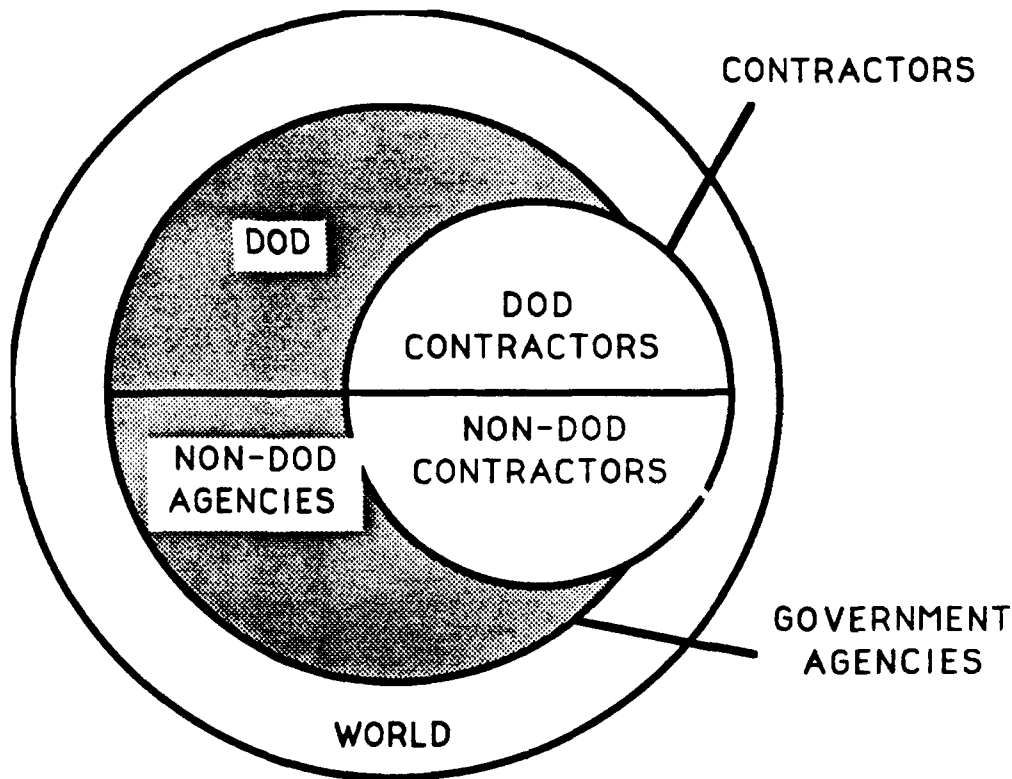 CONTRACTORS
DOD
DOD
CONTRACTORS
NON-DOD
AGENCIES
NON-DOD
CONTRACTORS
GOVERNMENT
AGENCIES
WORLD